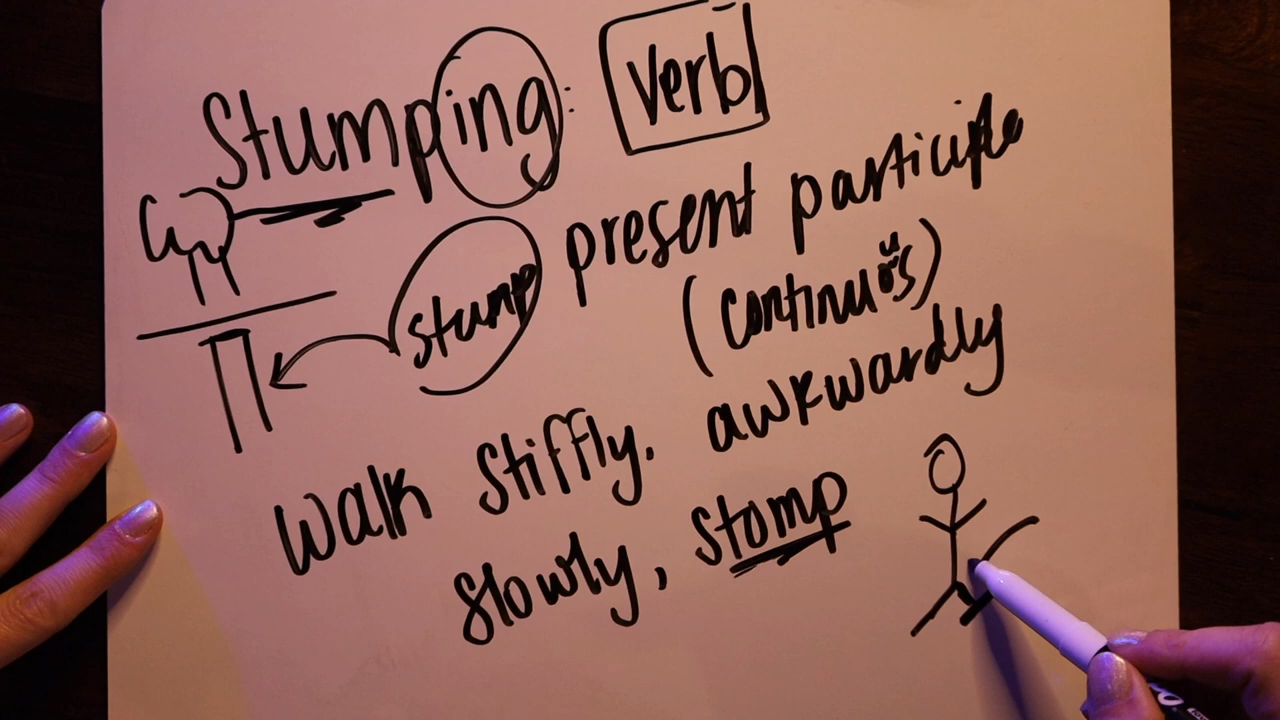 Stumping: Verb
stump present participle
(continuous)
walk stiffly. awkwardly
slowly, stomp